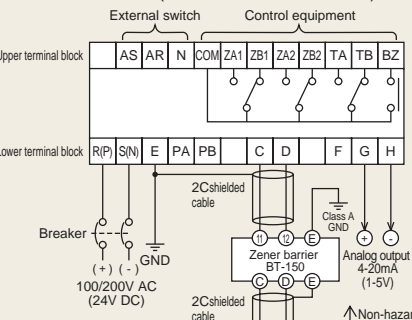 External switch Control equipment
Upper terminal block AS AR N COM ZA1 ZB1 ZA2 ZB2 TA TB BZ
Lower terminal block R(P) S(N) E PA PB C D F G H
2Cshielded
cable
Class A
GND
Breaker
GND
11 12 E
+ -
Zener barrier
BT-150
Analog output
4-20mA
(1-5V)
(+) (-)
100/200V AC
(24V DC)
C D E
2Cshielded
cable
Non-hazar